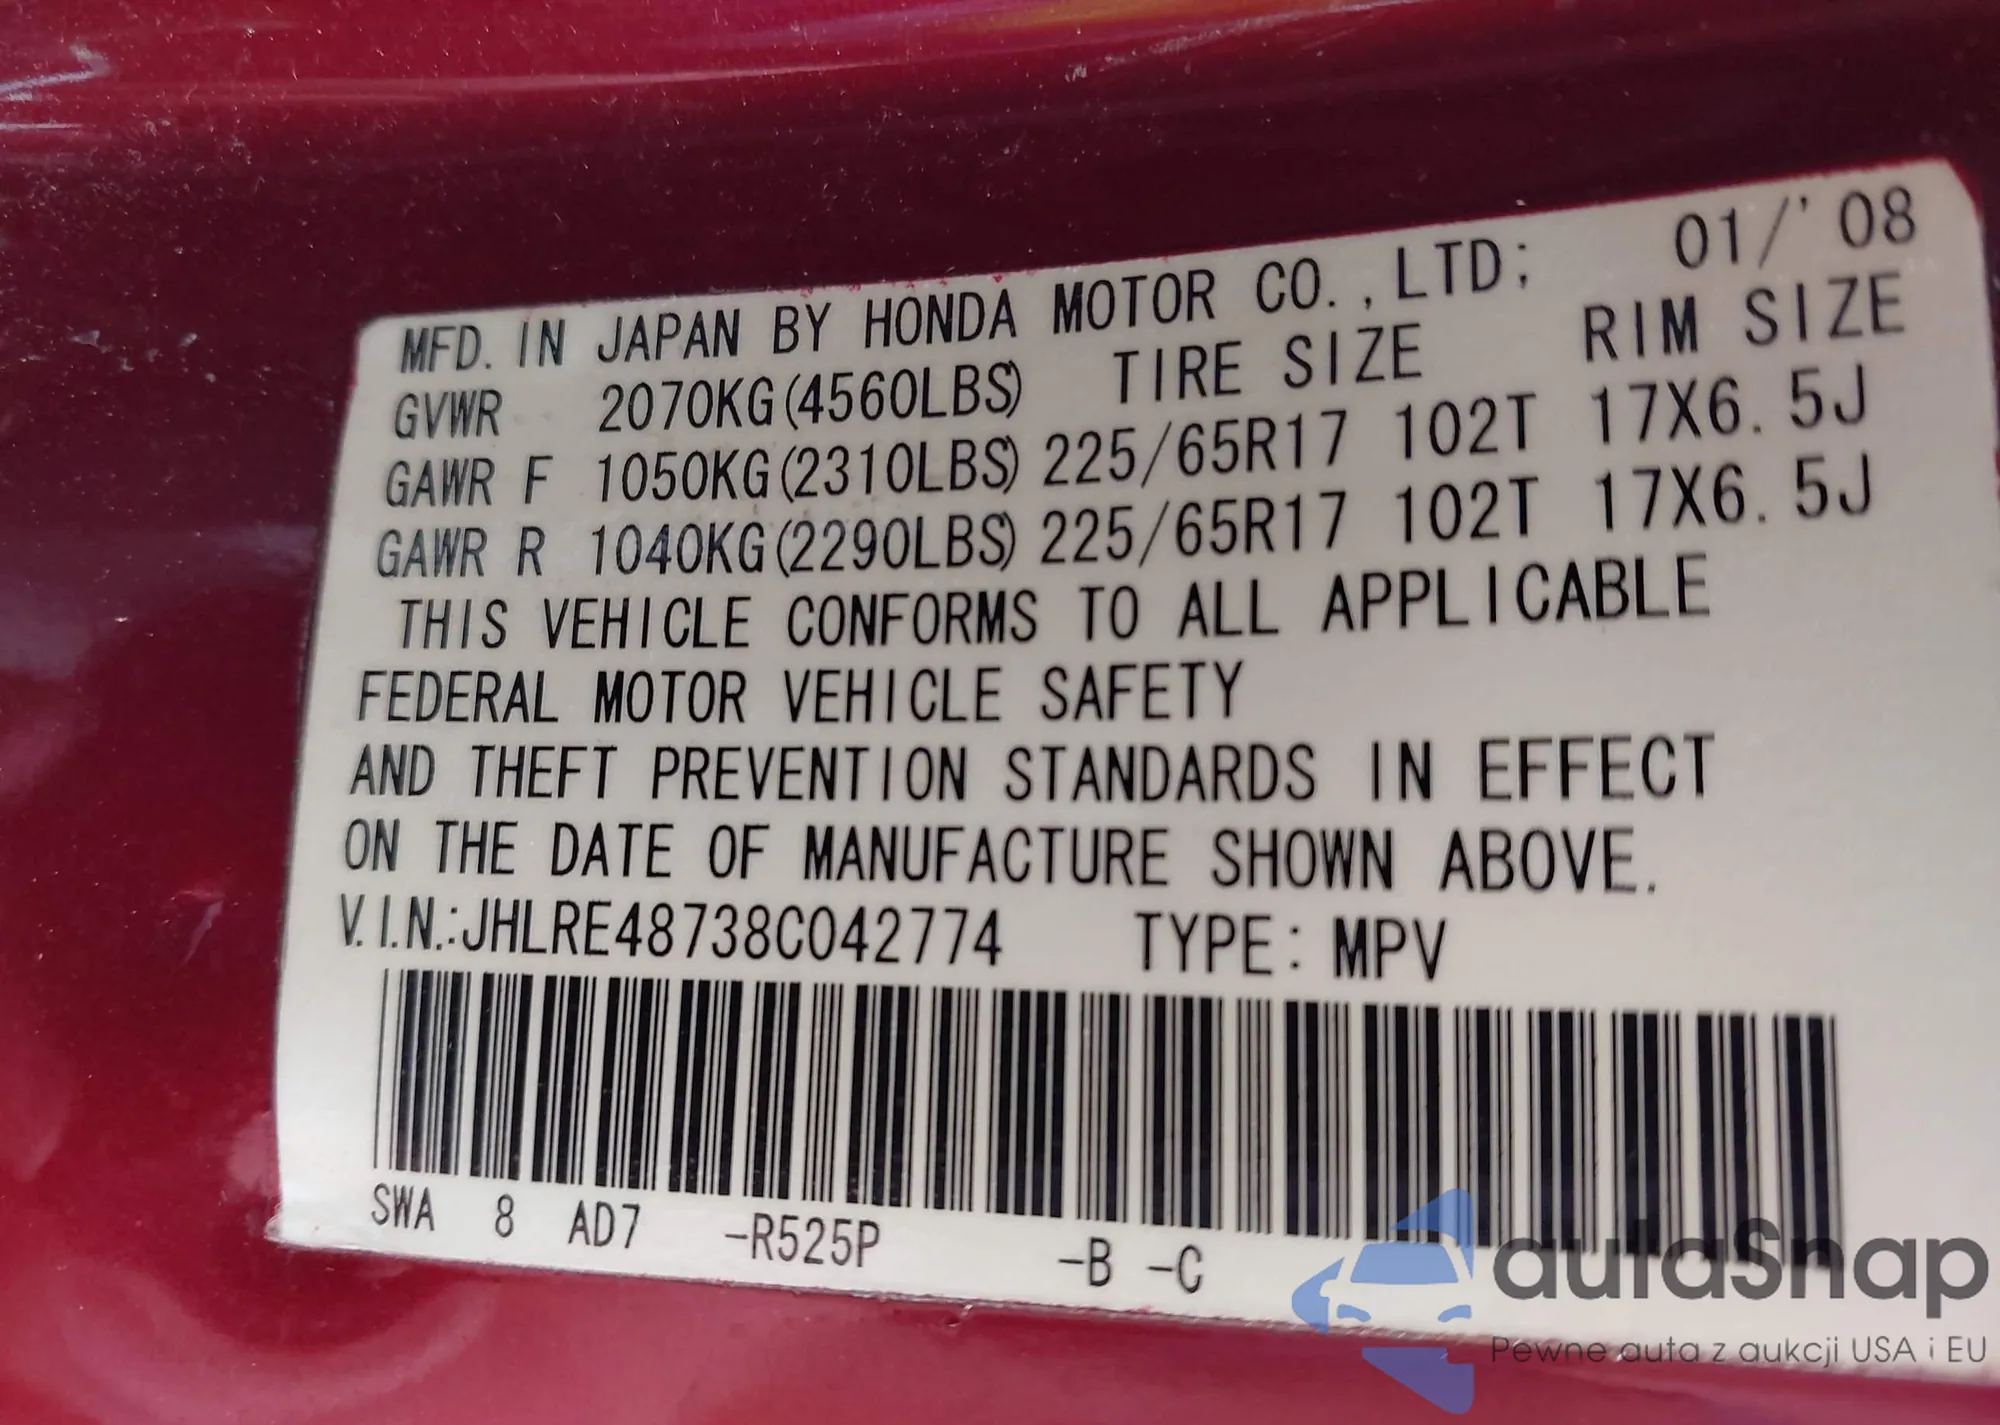 MFD. IN JAPAN BY HONDA MOTOR CO.,LTD; 01/'08
GVWR 2070KG(4560LBS) TIRE SIZE RIM SIZE
GAWR F 1050KG(2310LBS) 225/65R17 102T 17X6.5J
GAWR R 1040KG(2290LBS) 225/65R17 102T 17X6.5J
THIS VEHICLE CONFORMS TO ALL APPLICABLE
FEDERAL MOTOR VEHICLE SAFETY
AND THEFT PREVENTION STANDARDS IN EFFECT
ON THE DATE OF MANUFACTURE SHOWN ABOVE.
V.I.N.:JHLRE48738C042774 TYPE: MPV
SWA 8 AD7 -R525P -B -C
autaSnap
Pewne auta z aukcji USA i EU